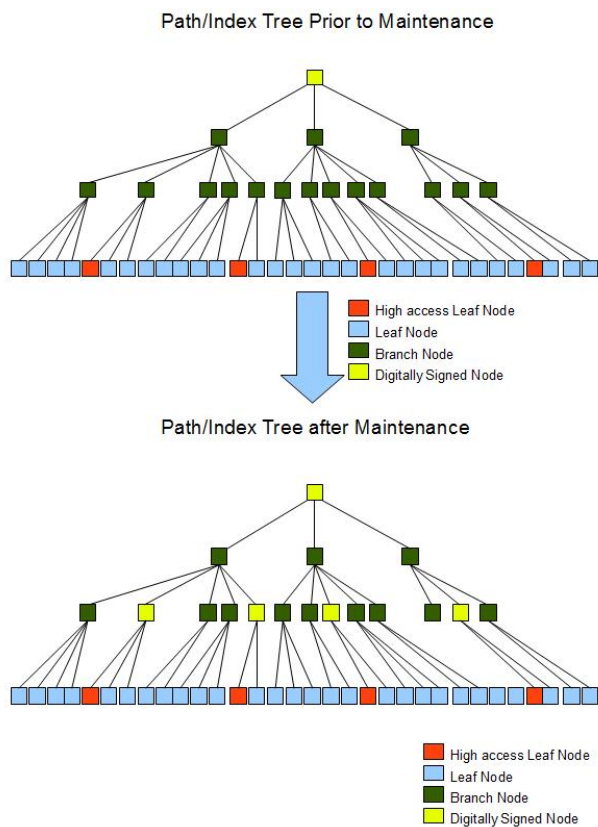 Path/Index Tree Prior to Maintenance
High access Leaf Node
Leaf Node
Branch Node
Digitally Signed Node
Path/Index Tree after Maintenance
High access Leaf Node
Leaf Node
Branch Node
Digitally Signed Node